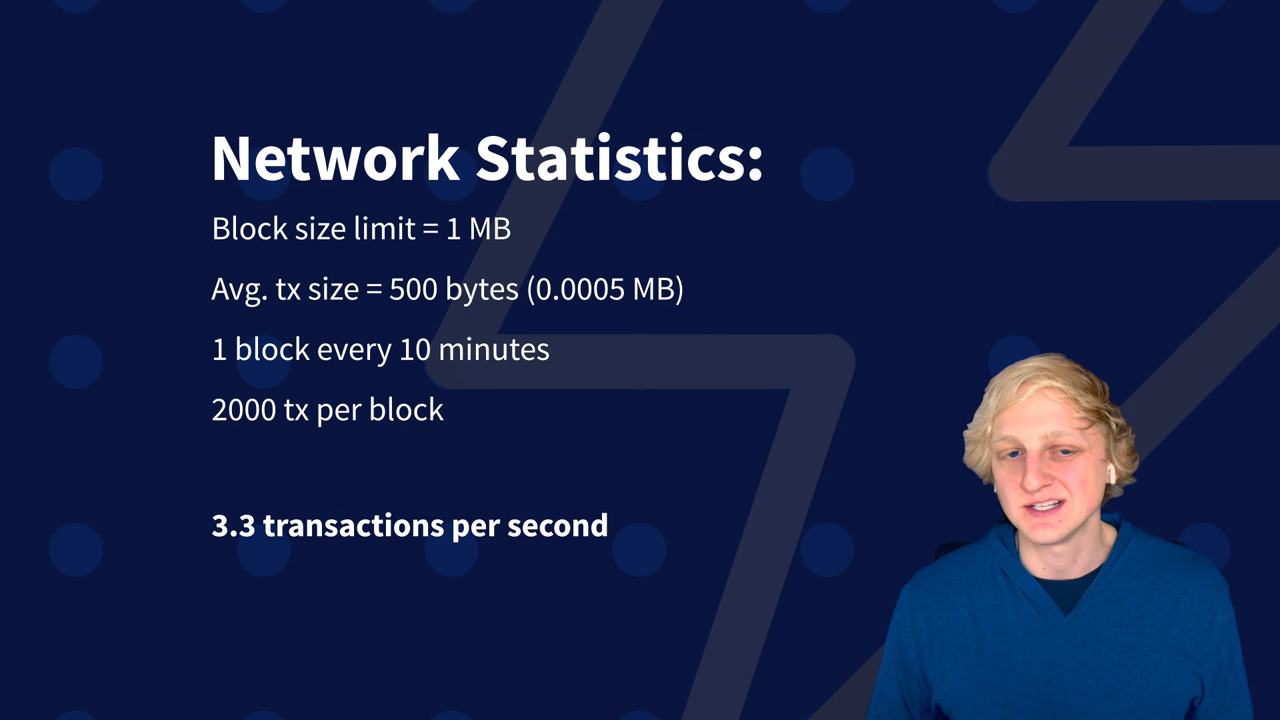 Network Statistics:
Block size limit = 1 MB
Avg. tx size = 500 bytes (0.0005 MB)
1 block every 10 minutes
2000 tx per block
3.3 transactions per second